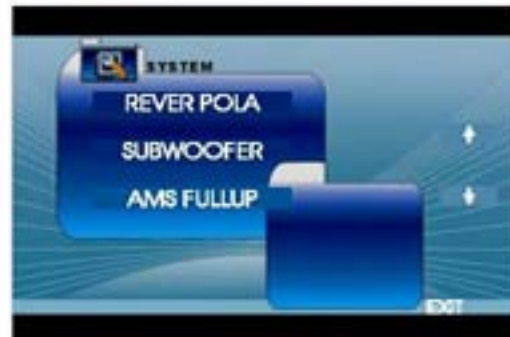 SYSTEM
REVER POLA
SUBWOOFER
AMS FULLUP
EXIT